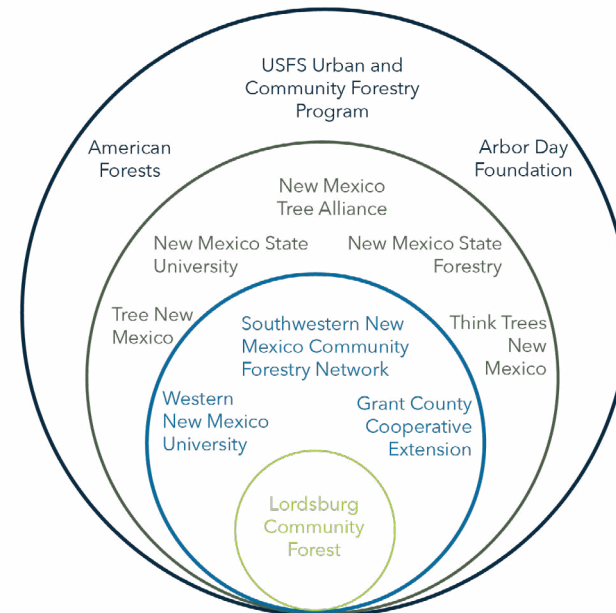 USFS Urban and
Community Forestry
Program
American
Forests
Arbor Day
Foundation
New Mexico
Tree Alliance
New Mexico State
University
New Mexico State
Forestry
Tree New
Mexico
Think Trees
New
Mexico
Southwestern New
Mexico Community
Forestry Network
Western
New Mexico
University
Grant County
Cooperative
Extension
Lordsburg
Community
Forest